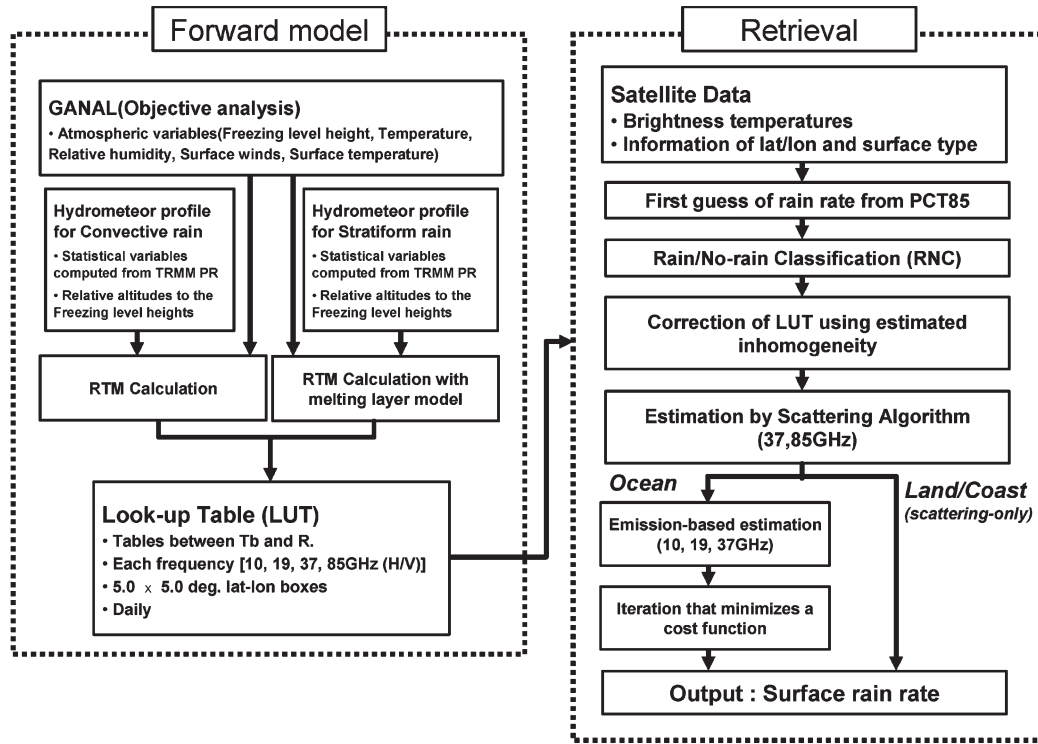 Forward model
GANAL(Objective analysis)
• Atmospheric variables(Freezing level height, Temperature,
Relative humidity, Surface winds, Surface temperature)
Hydrometeor profile
for Convective rain
• Statistical variables
computed from TRMM PR
• Relative altitudes to the
Freezing level heights
Hydrometeor profile
for Stratiform rain
• Statistical variables
computed from TRMM PR
• Relative altitudes to the
Freezing level heights
RTM Calculation
RTM Calculation with
melting layer model
Look-up Table (LUT)
• Tables between Tb and R.
• Each frequency [10, 19, 37, 85GHz (H/V)]
• 5.0 x 5.0 deg. lat-lon boxes
• Daily
Retrieval
Satellite Data
• Brightness temperatures
• Information of lat/lon and surface type
First guess of rain rate from PCT85
Rain/No-rain Classification (RNC)
Correction of LUT using estimated
inhomogeneity
Estimation by Scattering Algorithm
(37,85GHz)
Ocean
Land/Coast
(scattering-only)
Emission-based estimation
(10, 19, 37GHz)
Iteration that minimizes a
cost function
Output : Surface rain rate